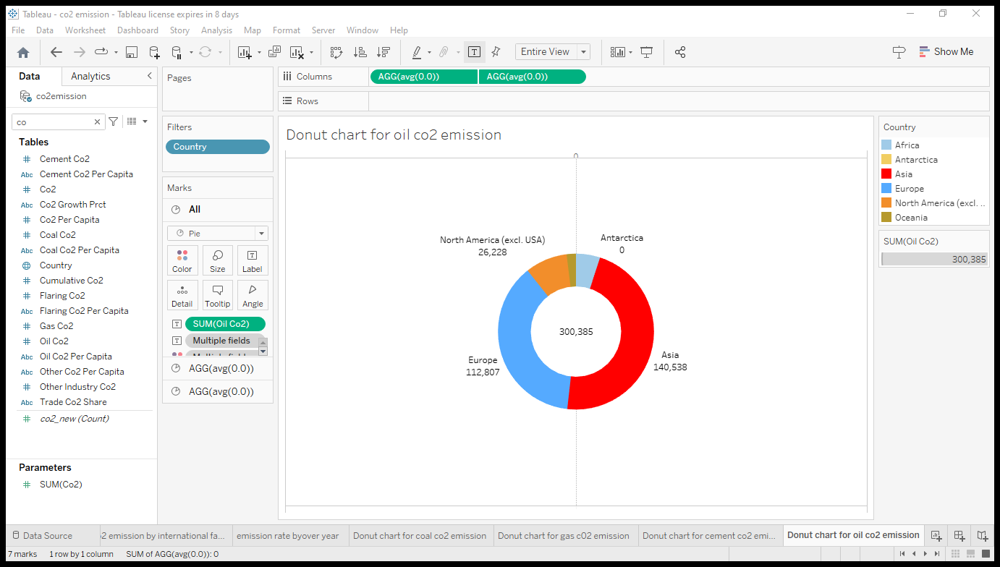 Tableau - co2 emission - Tableau license expires in 8 days
File Data Worksheet Dashboard Story Analysis Map Format Server Window Help
Entire View
Show Me
Data
Analytics
co2emission
co
Tables
Cement Co2
Abc Cement Co2 Per Capita
Co2
Abc Co2 Growth Prct
Co2 Per Capita
Coal Co2
Abc Coal Co2 Per Capita
Country
Cumulative Co2
Flaring Co2
Abc Flaring Co2 Per Capita
Gas Co2
Oil Co2
Abc Oil Co2 Per Capita
Abc Other Co2 Per Capita
Other Industry Co2
Abc Trade Co2 Share
co2_new (Count)
Parameters
SUM(Co2)
Pages
Filters
Country
Marks
All
Pie
Color
Size
Label
Detail
Tooltip
Angle
SUM(Oil Co2)
Multiple fields
AGG(avg(0.0))
AGG(avg(0.0))
Columns
AGG(avg(0.0))
AGG(avg(0.0))
Rows
Donut chart for oil co2 emission
0
North America (excl. USA)
26,228
Antarctica
0
300,385
Europe
112,807
Asia
140,538
Country
Africa
Antarctica
Asia
Europe
North America (excl. ..
Oceania
SUM(Oil Co2)
300,385
Data Source
emission by international fa...
emission rate byover year
Donut chart for coal co2 emission
Donut chart for gas c02 emission
Donut chart for cement co2 emi...
Donut chart for oil co2 emission
7 marks
1 row by 1 column
SUM of AGG(avg(0.0)): 0